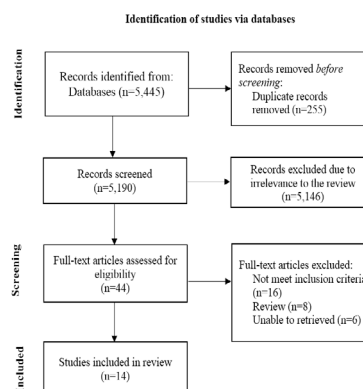 Identification of studies via databases
Identification
Records identified from:
Databases (n=5,445)
Records removed before
screening:
Duplicate records
removed (n=255)
Records screened
(n=5,190)
Records excluded due to
irrelevance to the review
(n=5,146)
Screening
Full-text articles assessed for
eligibility
(n=44)
Full-text articles excluded:
Not meet inclusion criteria
(n=16)
Review (n=8)
Unable to retrieved (n=6)
ncluded
Studies included in review
(n=14)